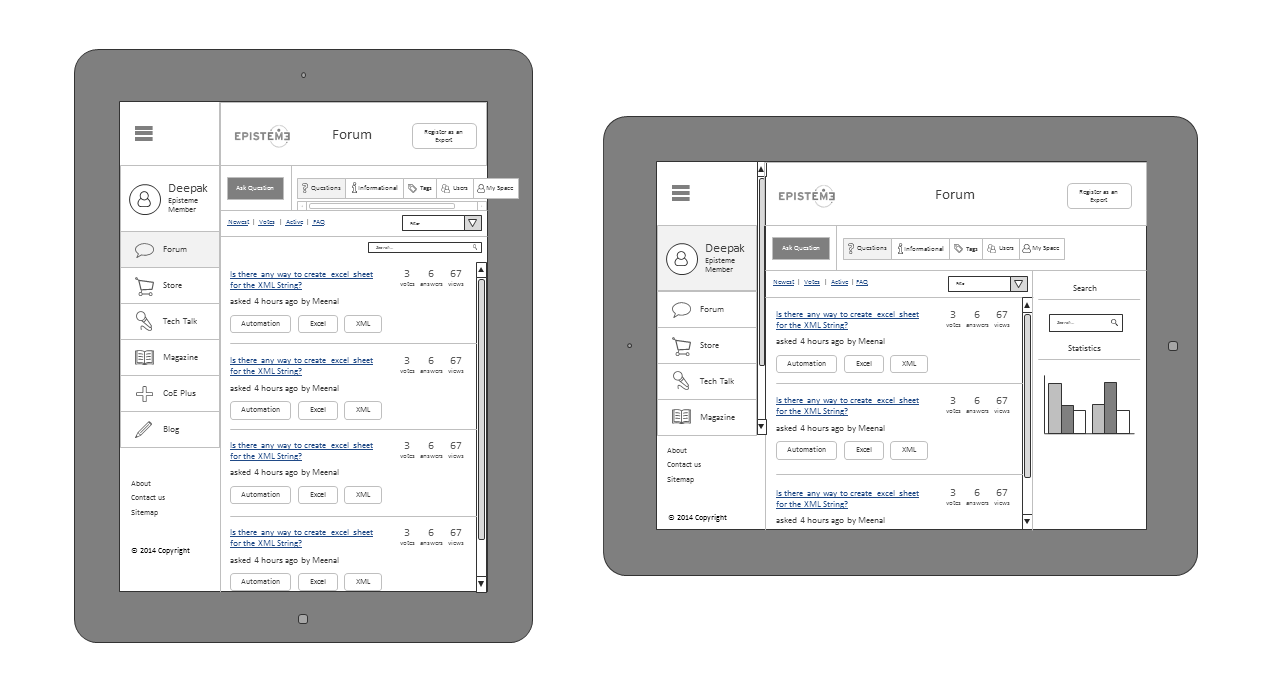 EPISTEME
Forum
Register as an
Expert
Deepak
Episteme
Member
Ask Question
Questions
Informational
Tags
Users
My Space
Newest | Votes | Active | FAQ
Filter
Search...
Forum
Store
Tech Talk
Magazine
CoE Plus
Blog
About
Contact us
Sitemap
© 2014 Copyright
Is there any way to create excel sheet
for the XML String?
3 6 67
votes answers views
asked 4 hours ago by Meenal
Automation Excel XML
Is there any way to create excel sheet
for the XML String?
3 6 67
votes answers views
asked 4 hours ago by Meenal
Automation Excel XML
Is there any way to create excel sheet
for the XML String?
3 6 67
votes answers views
asked 4 hours ago by Meenal
Automation Excel XML
Is there any way to create excel sheet
for the XML String?
3 6 67
votes answers views
asked 4 hours ago by Meenal
Automation Excel XML
EPISTEME
Forum
Register as an
Expert
Deepak
Episteme
Member
Ask Question
Questions
Informational
Tags
Users
My Space
Newest | Votes | Active | FAQ
Filter
Forum
Store
Tech Talk
Magazine
About
Contact us
Sitemap
© 2014 Copyright
Is there any way to create excel sheet
for the XML String?
3 6 67
votes answers views
asked 4 hours ago by Meenal
Automation Excel XML
Is there any way to create excel sheet
for the XML String?
3 6 67
votes answers views
asked 4 hours ago by Meenal
Automation Excel XML
Is there any way to create excel sheet
for the XML String?
3 6 67
votes answers views
asked 4 hours ago by Meenal
Search
Search...
Statistics